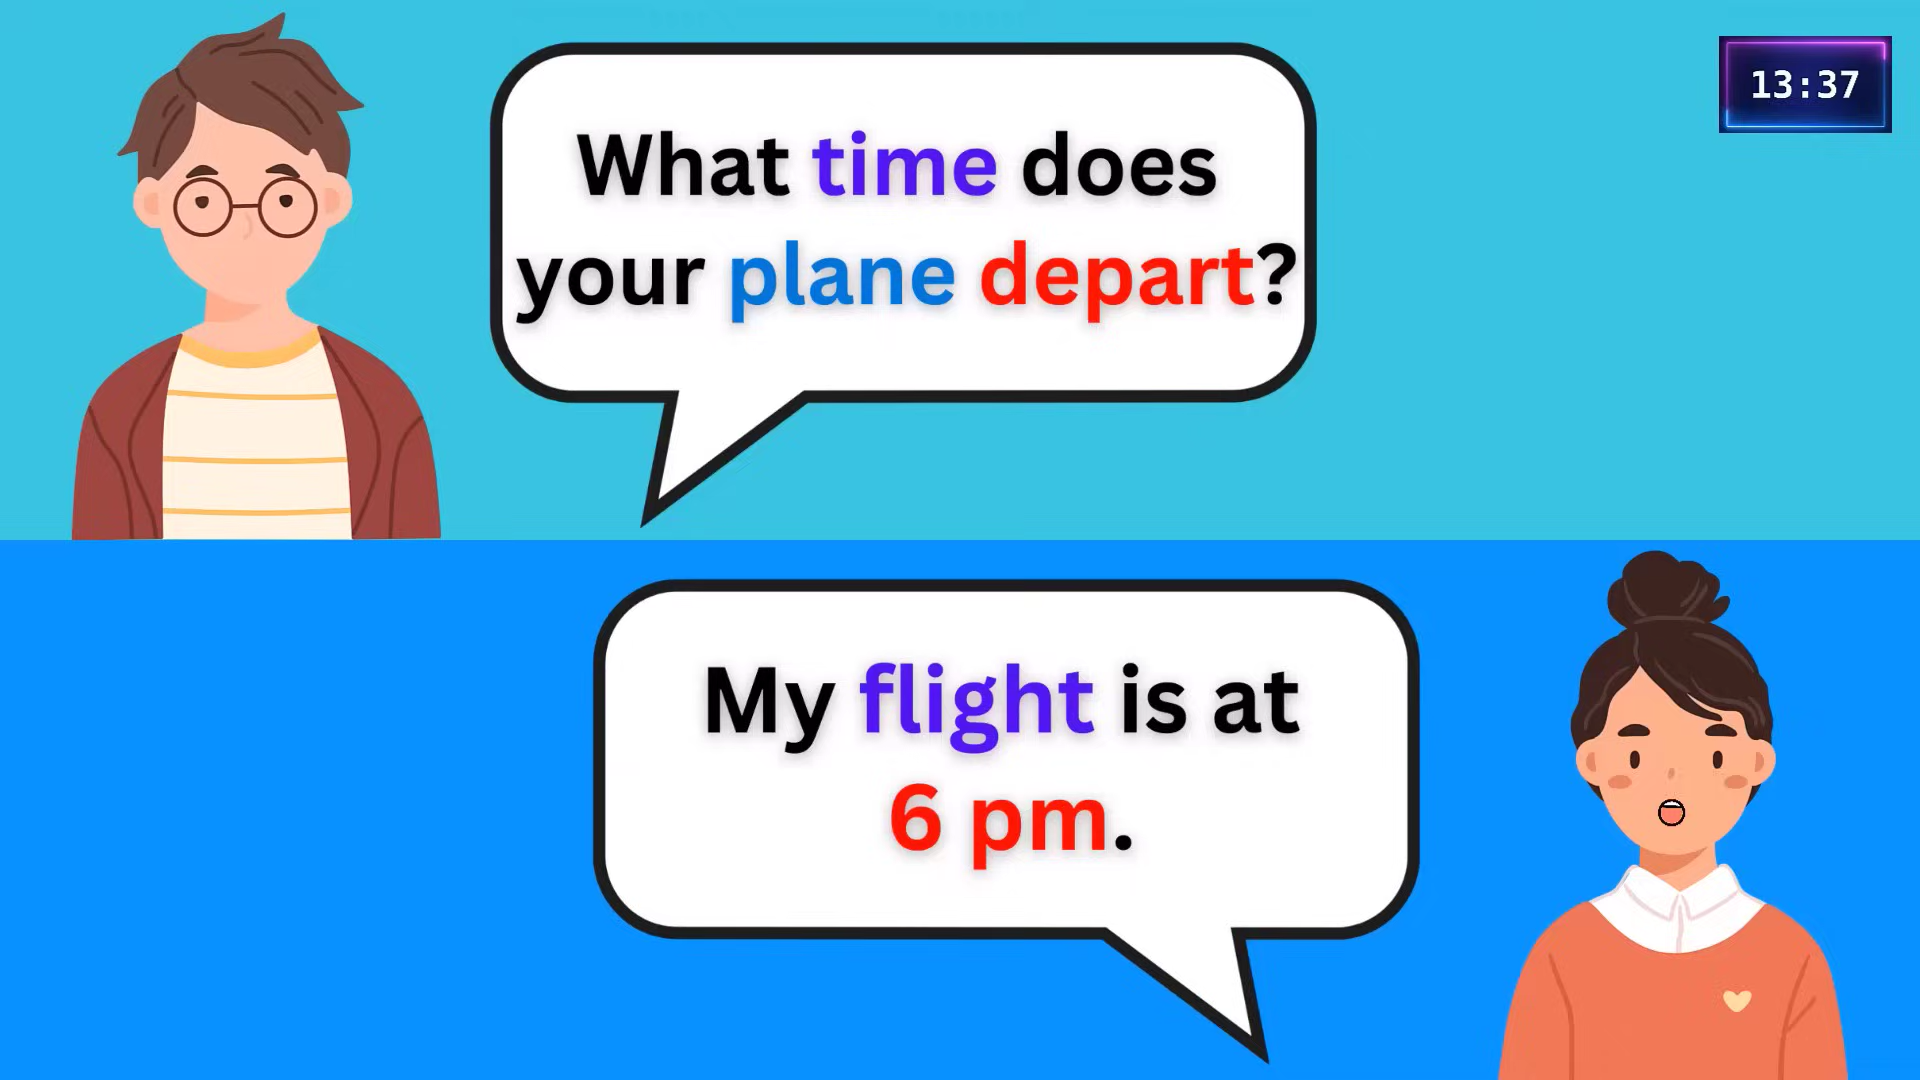 What time does
your plane depart?
13:37
My flight is at
6 pm.